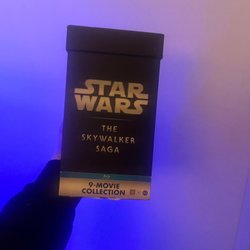 STAR
WARS
THE
SKYWALKER
SAGA
9-MOVIE
COLLECTION